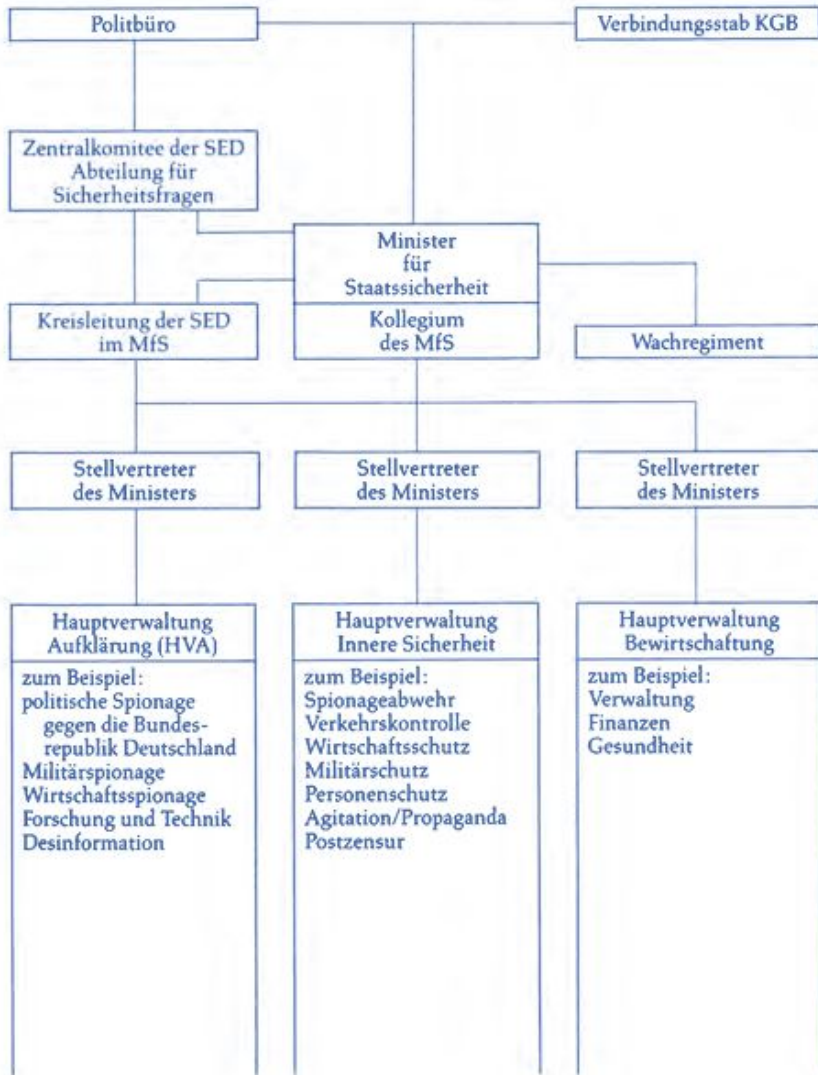 Politbüro
Verbindungsstab KGB
Zentralkomitee der SED
Abteilung für
Sicherheitsfragen
Minister
für
Staatssicherheit
Kreisleitung der SED
im MfS
Kollegium
des MfS
Wachregiment
Stellvertreter
des Ministers
Stellvertreter
des Ministers
Stellvertreter
des Ministers
Hauptverwaltung
Aufklärung (HVA)
zum Beispiel:
politische Spionage
gegen die Bundes-
republik Deutschland
Militärspionage
Wirtschaftsspionage
Forschung und Technik
Desinformation
Hauptverwaltung
Innere Sicherheit
zum Beispiel:
Spionageabwehr
Verkehrskontrolle
Wirtschaftsschutz
Militärschutz
Personenschutz
Agitation/Propaganda
Postzensur
Hauptverwaltung
Bewirtschaftung
zum Beispiel:
Verwaltung
Finanzen
Gesundheit